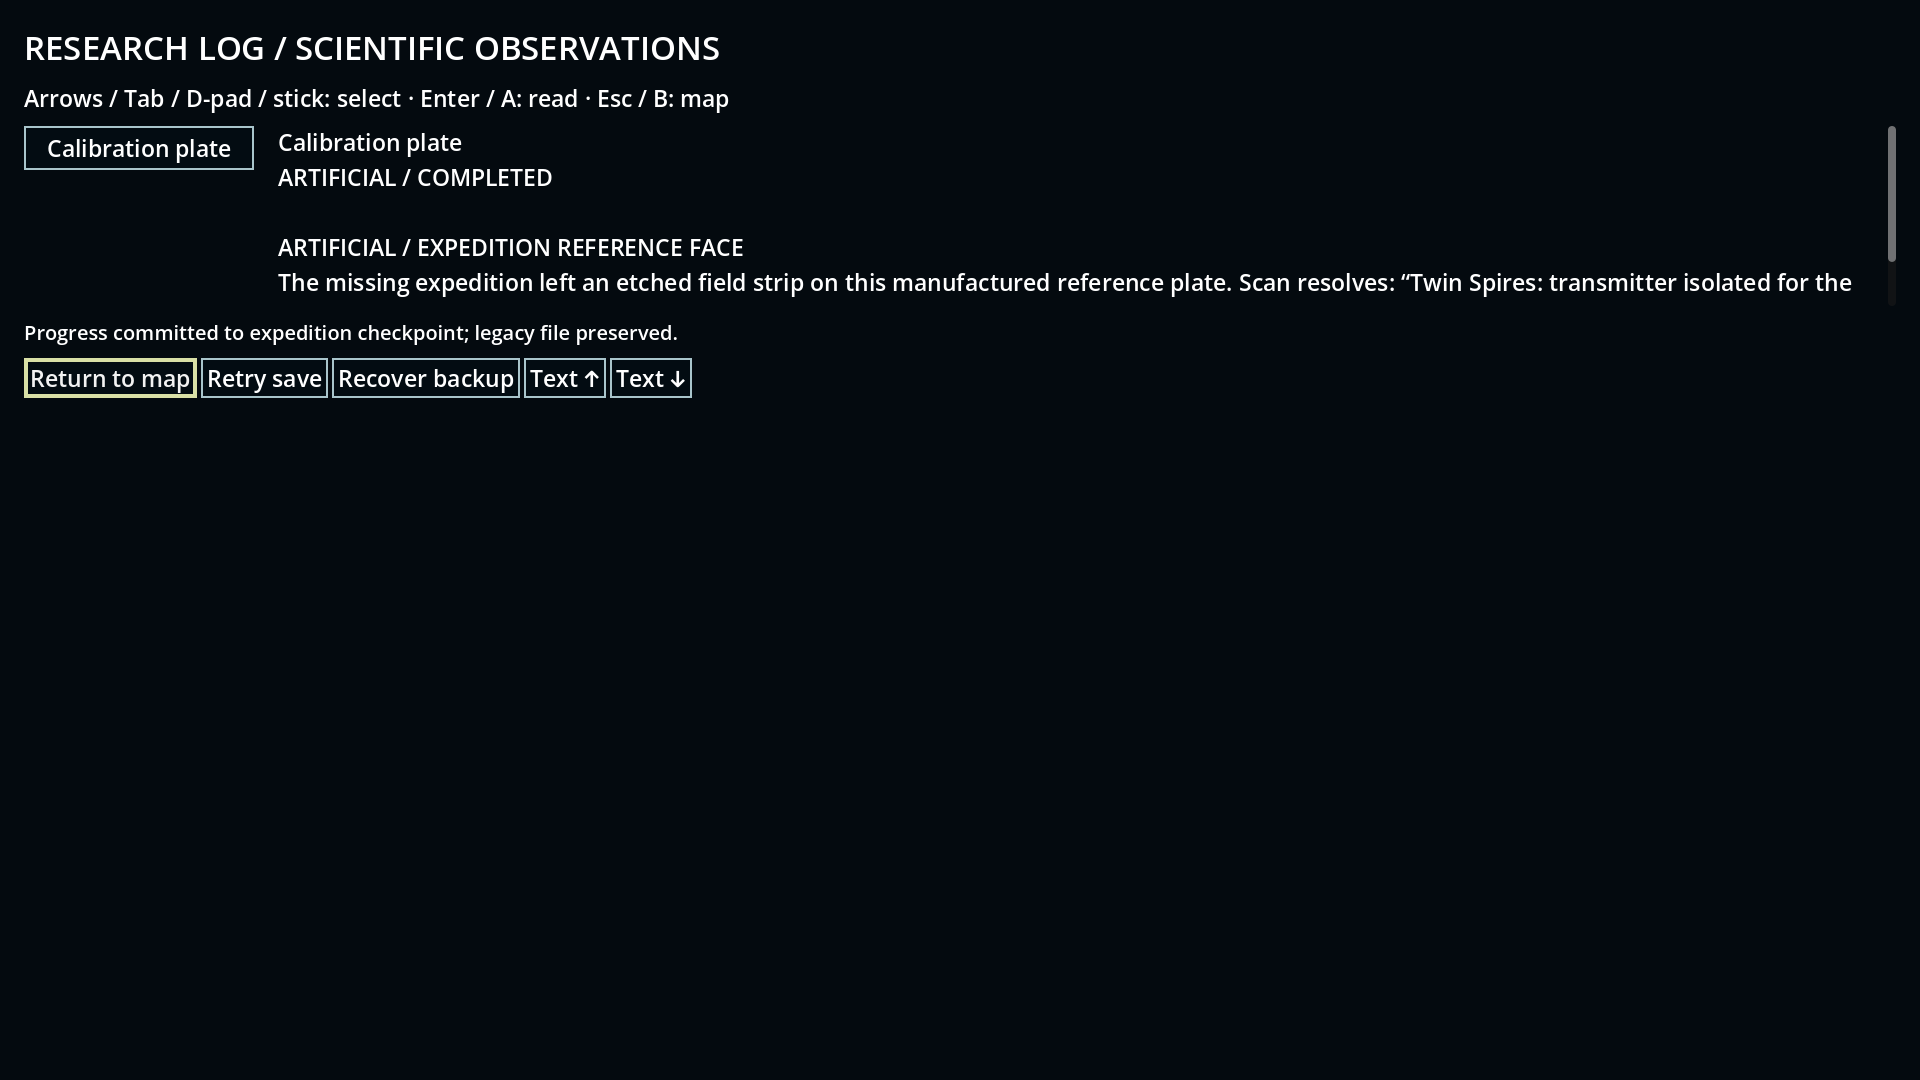 RESEARCH LOG / SCIENTIFIC OBSERVATIONS
Arrows / Tab / D-pad / stick: select · Enter / A: read · Esc / B: map
Calibration plate
Calibration plate
ARTIFICIAL / COMPLETED
ARTIFICIAL / EXPEDITION REFERENCE FACE
The missing expedition left an etched field strip on this manufactured reference plate. Scan resolves: “Twin Spires: transmitter isolated for the
Progress committed to expedition checkpoint; legacy file preserved.
Return to map
Retry save
Recover backup
Text ↑
Text ↓